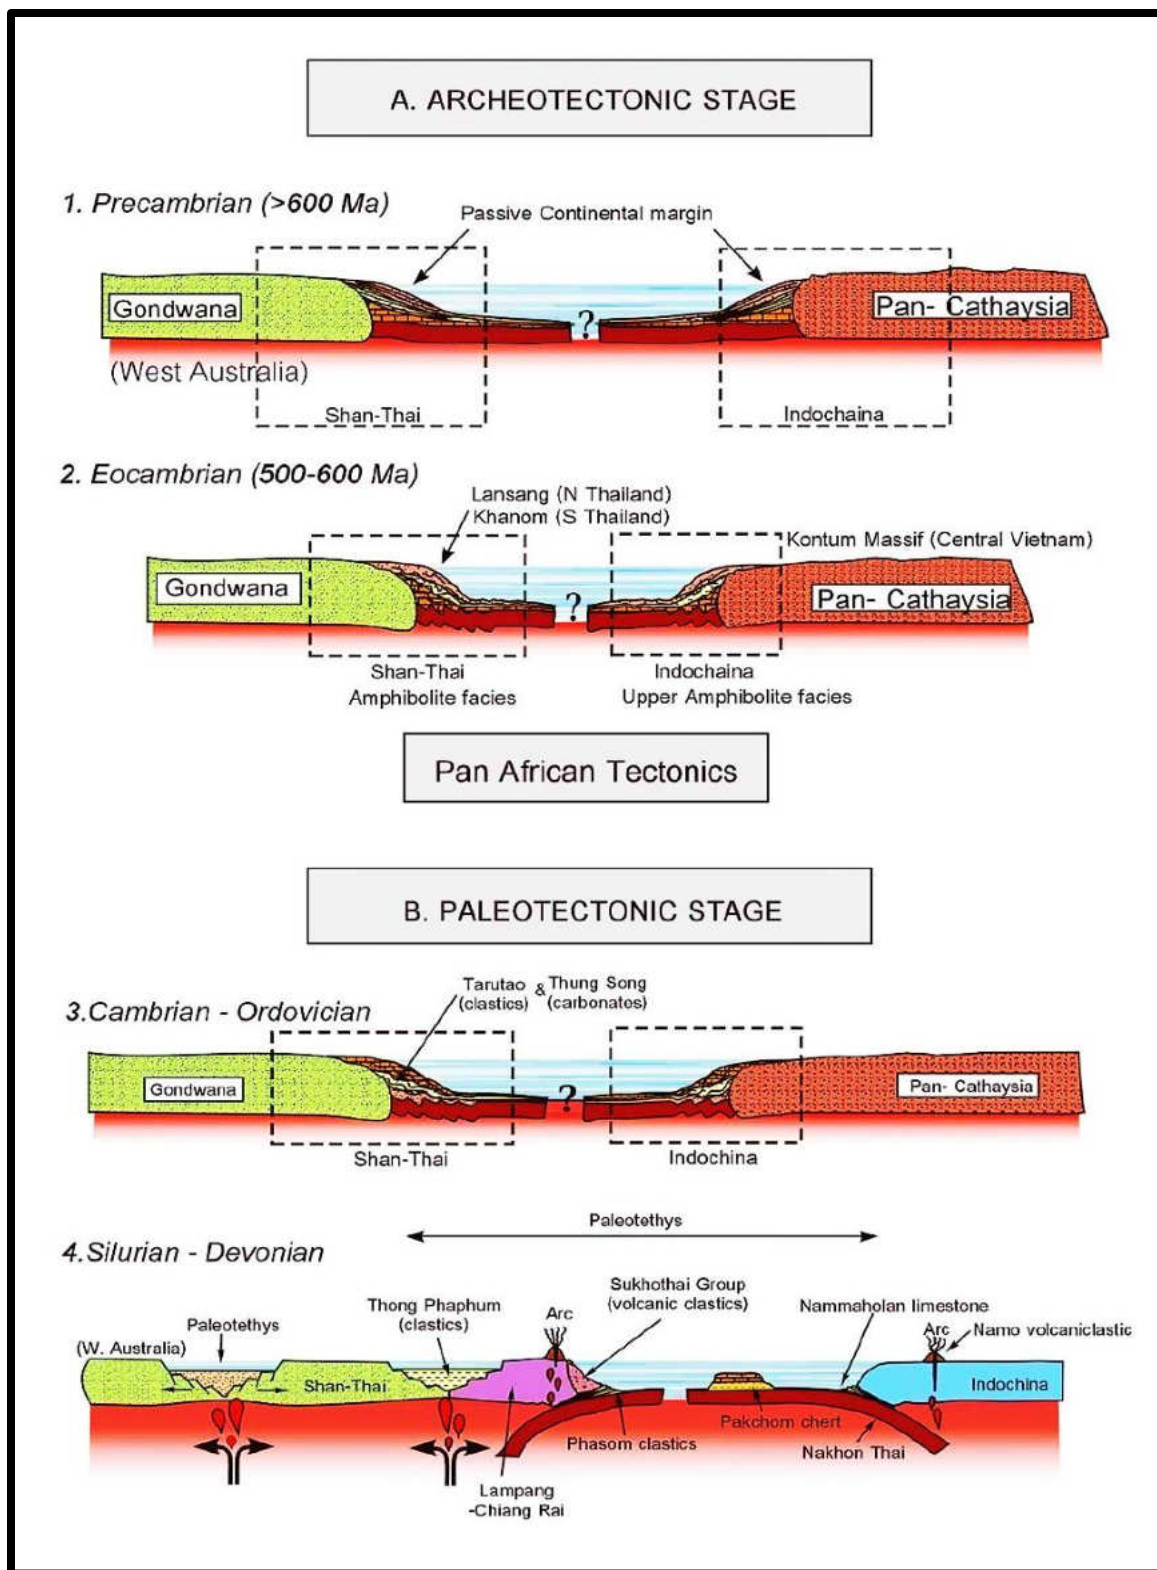 A. ARCHEOTECTONIC STAGE
1. Precambrian (>600 Ma)
Passive Continental margin
Gondwana
?
Pan- Cathaysia
(West Australia)
Shan-Thai
Indochaina
2. Eocambrian (500-600 Ma)
Lansang (N Thailand)
Khanom (S Thailand)
Kontum Massif (Central Vietnam)
Gondwana
?
Pan- Cathaysia
Shan-Thai
Amphibolite facies
Indochaina
Upper Amphibolite facies
Pan African Tectonics
B. PALEOTECTONIC STAGE
3.Cambrian - Ordovician
Tarutao & Thung Song
(clastics) (carbonates)
Gondwana
?
Pan- Cathaysia
Shan-Thai
Indochina
Paleotethys
4.Silurian - Devonian
(W. Australia)
Paleotethys
Thong Phaphum
(clastics)
Arc
Sukhothai Group
(volcanic clastics)
Nammaholan limestone
Arc
Namo volcaniclastic
Shan-Thai
Indochina
Pakchom chert
Phasom clastics
Nakhon Thai
Lampang
-Chiang Rai